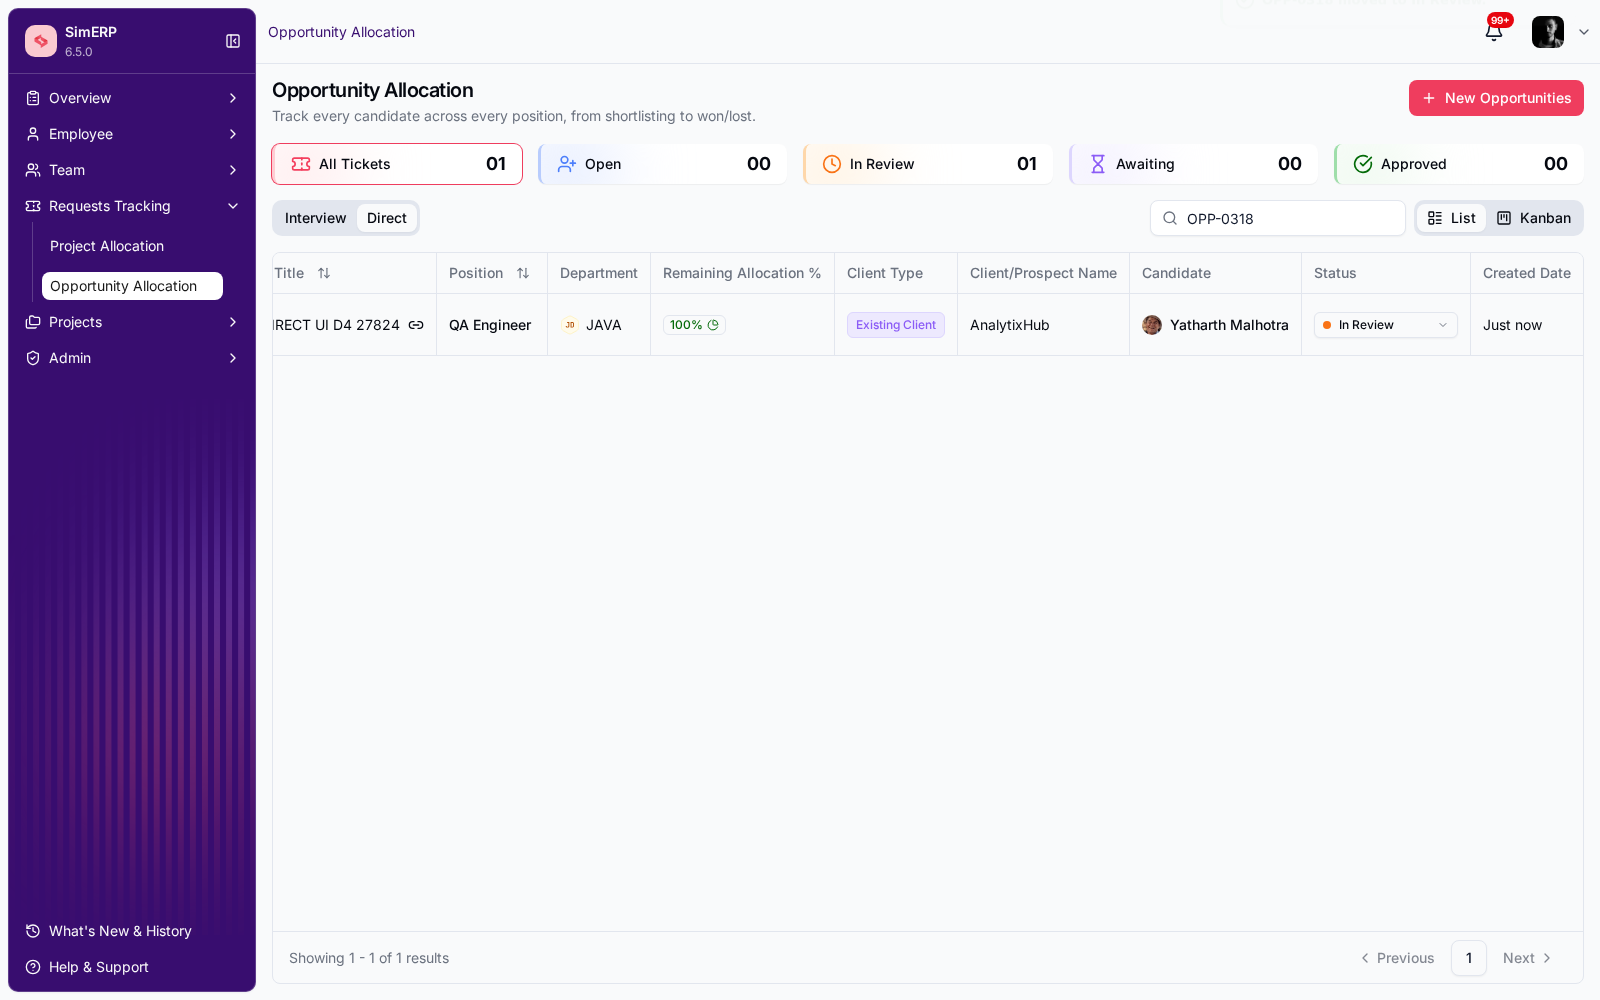 SimERP
6.5.0
Overview
Employee
Team
Requests Tracking
Project Allocation
Opportunity Allocation
Projects
Admin
What's New & History
Help & Support
Opportunity Allocation
99+
Opportunity Allocation
Track every candidate across every position, from shortlisting to won/lost.
New Opportunities
All Tickets 01
Open 00
In Review 01
Awaiting 00
Approved 00
Interview Direct
OPP-0318
List Kanban
Title Position Department Remaining Allocation % Client Type Client/Prospect Name Candidate Status Created Date
IRECT UI D4 27824 QA Engineer JD JAVA 100% Existing Client AnalytixHub Yatharth Malhotra In Review Just now
Showing 1 - 1 of 1 results
Previous 1 Next